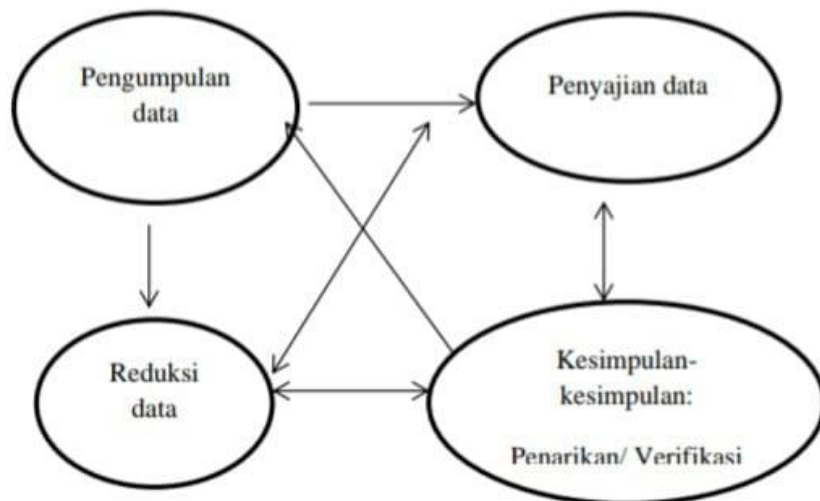 Pengumpulan
data
Penyajian data
Reduksi
data
Kesimpulan-
kesimpulan:
Penarikan/ Verifikasi